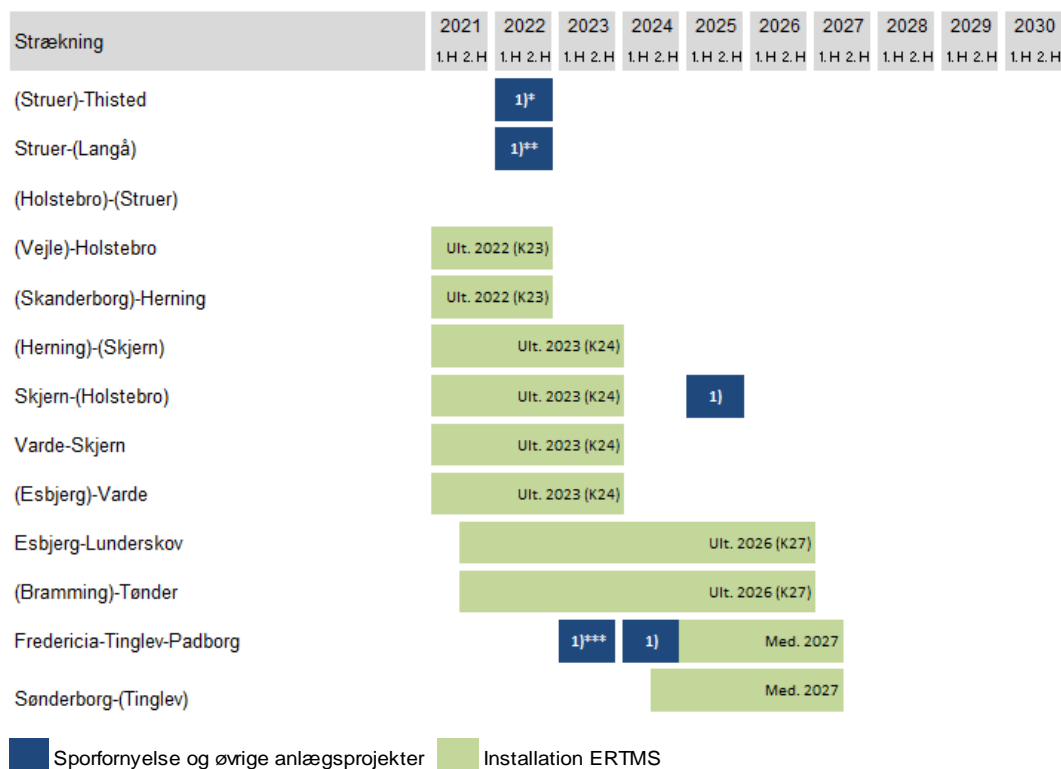 Strækning 2021 2022 2023 2024 2025 2026 2027 2028 2029 2030
1. H 2. H 1. H 2. H 1. H 2. H 1. H 2. H 1. H 2. H 1. H 2. H 1. H 2. H 1. H 2. H 1. H 2. H 1. H 2. H
(Struer)-Thisted 1)*
Struer-(Langå) 1)**
(Holstebro)-(Struer)
(Vejle)-Holstebro Ult. 2022 (K23)
(Skanderborg)-Herning Ult. 2022 (K23)
(Herning)-(Skjern) Ult. 2023 (K24)
Skjern-(Holstebro) Ult. 2023 (K24) 1)
Varde-Skjern Ult. 2023 (K24)
(Esbjerg)-Varde Ult. 2023 (K24)
Esbjerg-Lunderskov Ult. 2026 (K27)
(Bramming)-Tønder Ult. 2026 (K27)
Fredericia-Tinglev-Padborg 1)*** 1) Med. 2027
Sønderborg-(Tinglev) Med. 2027
Sporfornyelse og øvrige anlægsprojekter Installation ERTMS